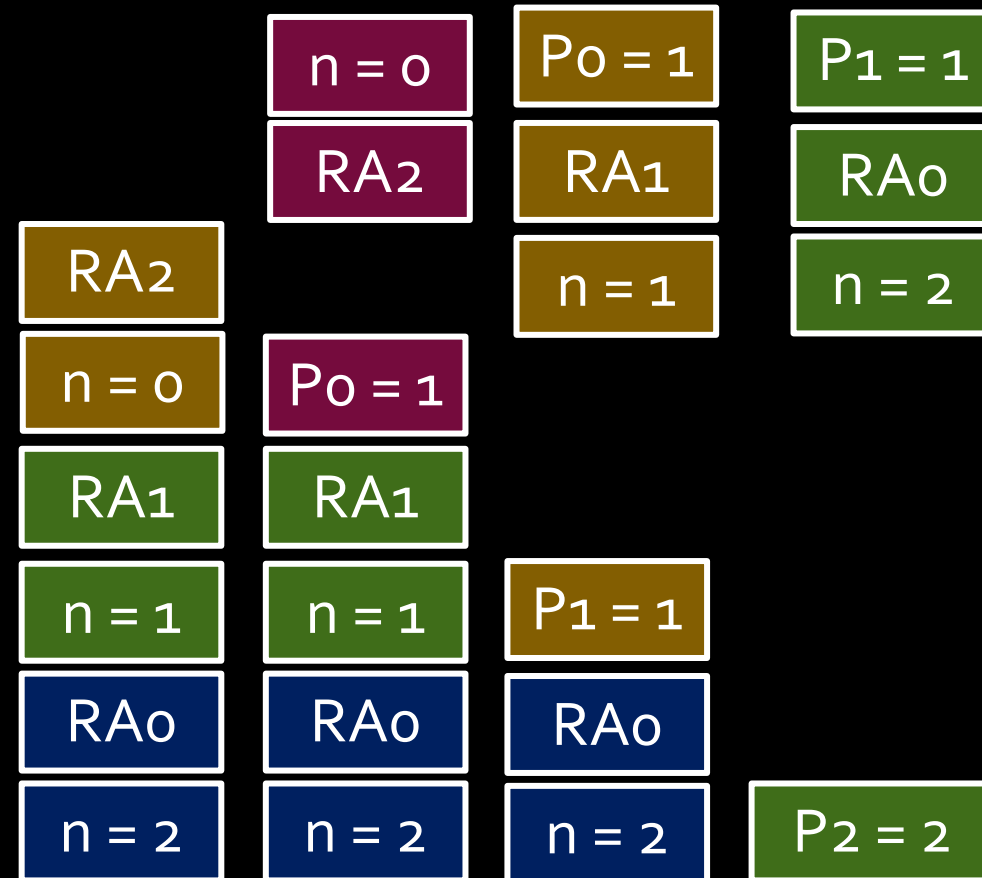 n = 0
P0 = 1
P1 = 1
RA2
RA1
RA0
RA2
n = 1
n = 2
n = 0
P0 = 1
RA1
RA1
n = 1
n = 1
P1 = 1
RA0
RA0
RA0
n = 2
n = 2
n = 2
P2 = 2